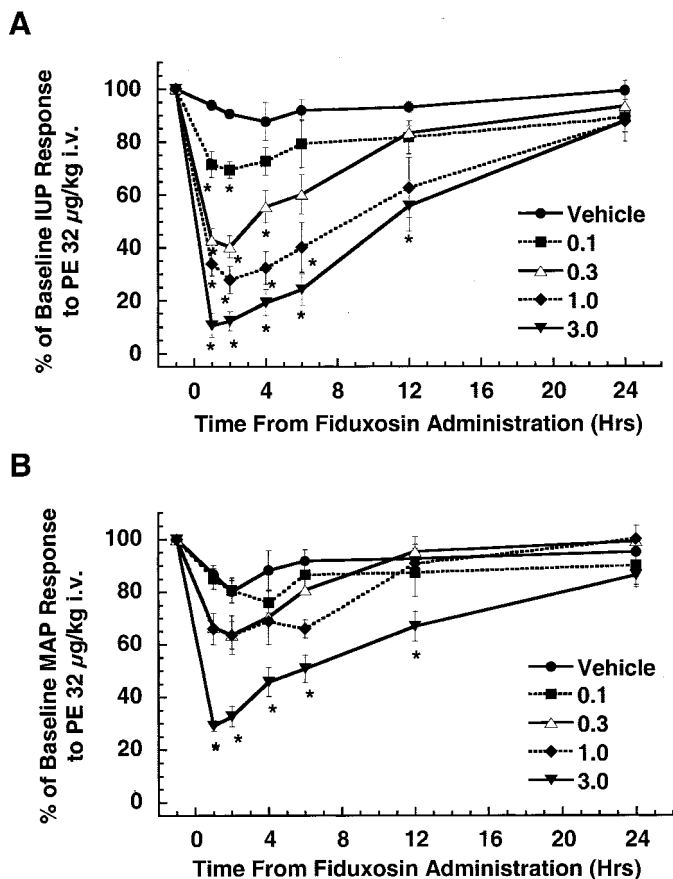 A
% of Baseline IUP Response
to PE 32 µg/kg i.v.
100
80
60
40
20
0
* * * * * * * * * * * * * * *
Vehicle
0.1
0.3
1.0
3.0
0 4 8 12 16 20 24
Time From Fiduxosin Administration (Hrs)
B
% of Baseline MAP Response
to PE 32 µg/kg i.v.
100
80
60
40
20
0
* * * * *
Vehicle
0.1
0.3
1.0
3.0
0 4 8 12 16 20 24
Time From Fiduxosin Administration (Hrs)